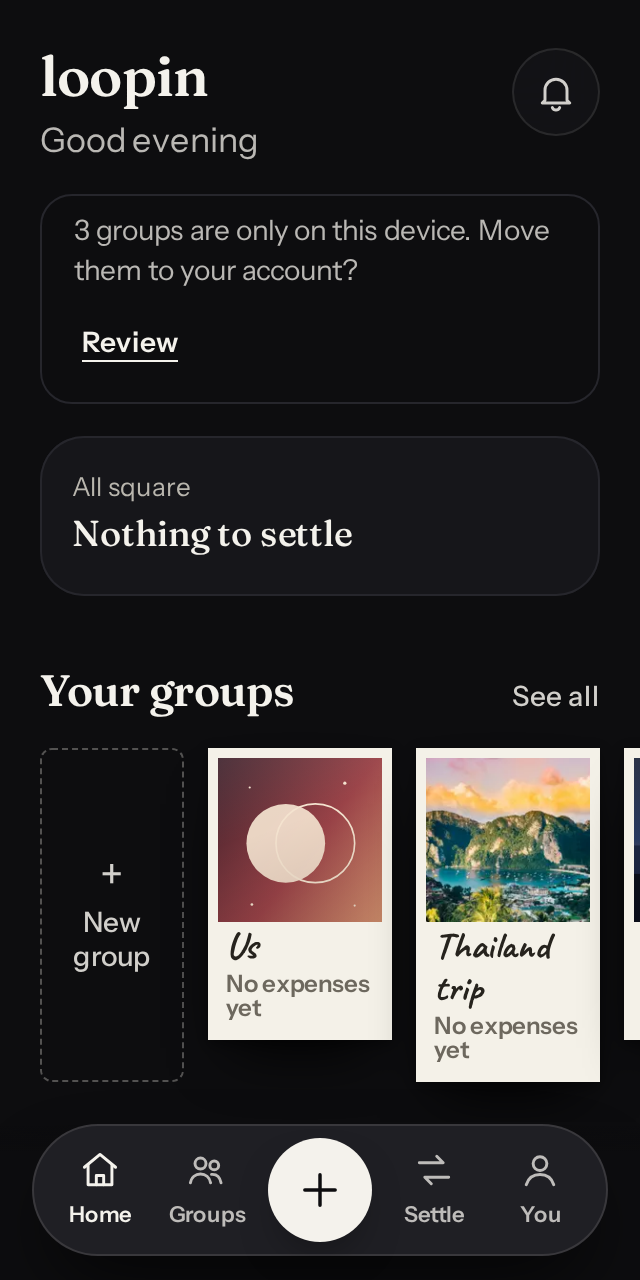 loopin
Good evening
3 groups are only on this device. Move
them to your account?
Review
All square
Nothing to settle
Your groups
See all
+
New
group
Us
No expenses
yet
Thailand
trip
No expenses
yet
Home
Groups
+
Settle
You